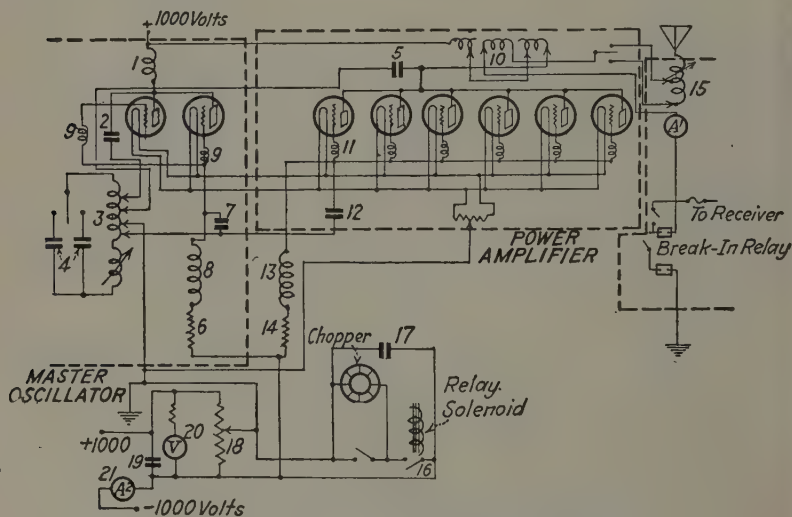 +1000 Volts
1
5
10
15
9
2
9
11
A'
3
7
12
To Receiver
4
POWER
AMPLIFIER
Break-In Relay
8
13
6
14
Chopper
17
MASTER
OSCILLATOR
Relay
Solenoid
+1000
20
V
18
19
16
21
A²
-1000 Volts